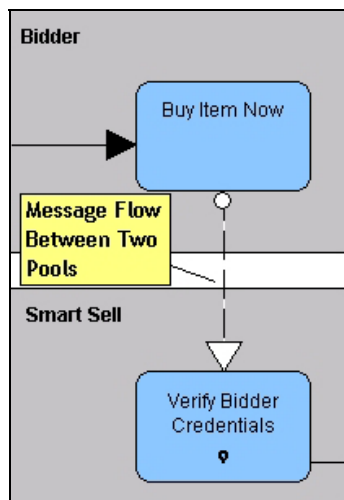 Bidder
Buy Item Now
Message Flow
Between Two
Pools
Smart Sell
Verify Bidder
Credentials